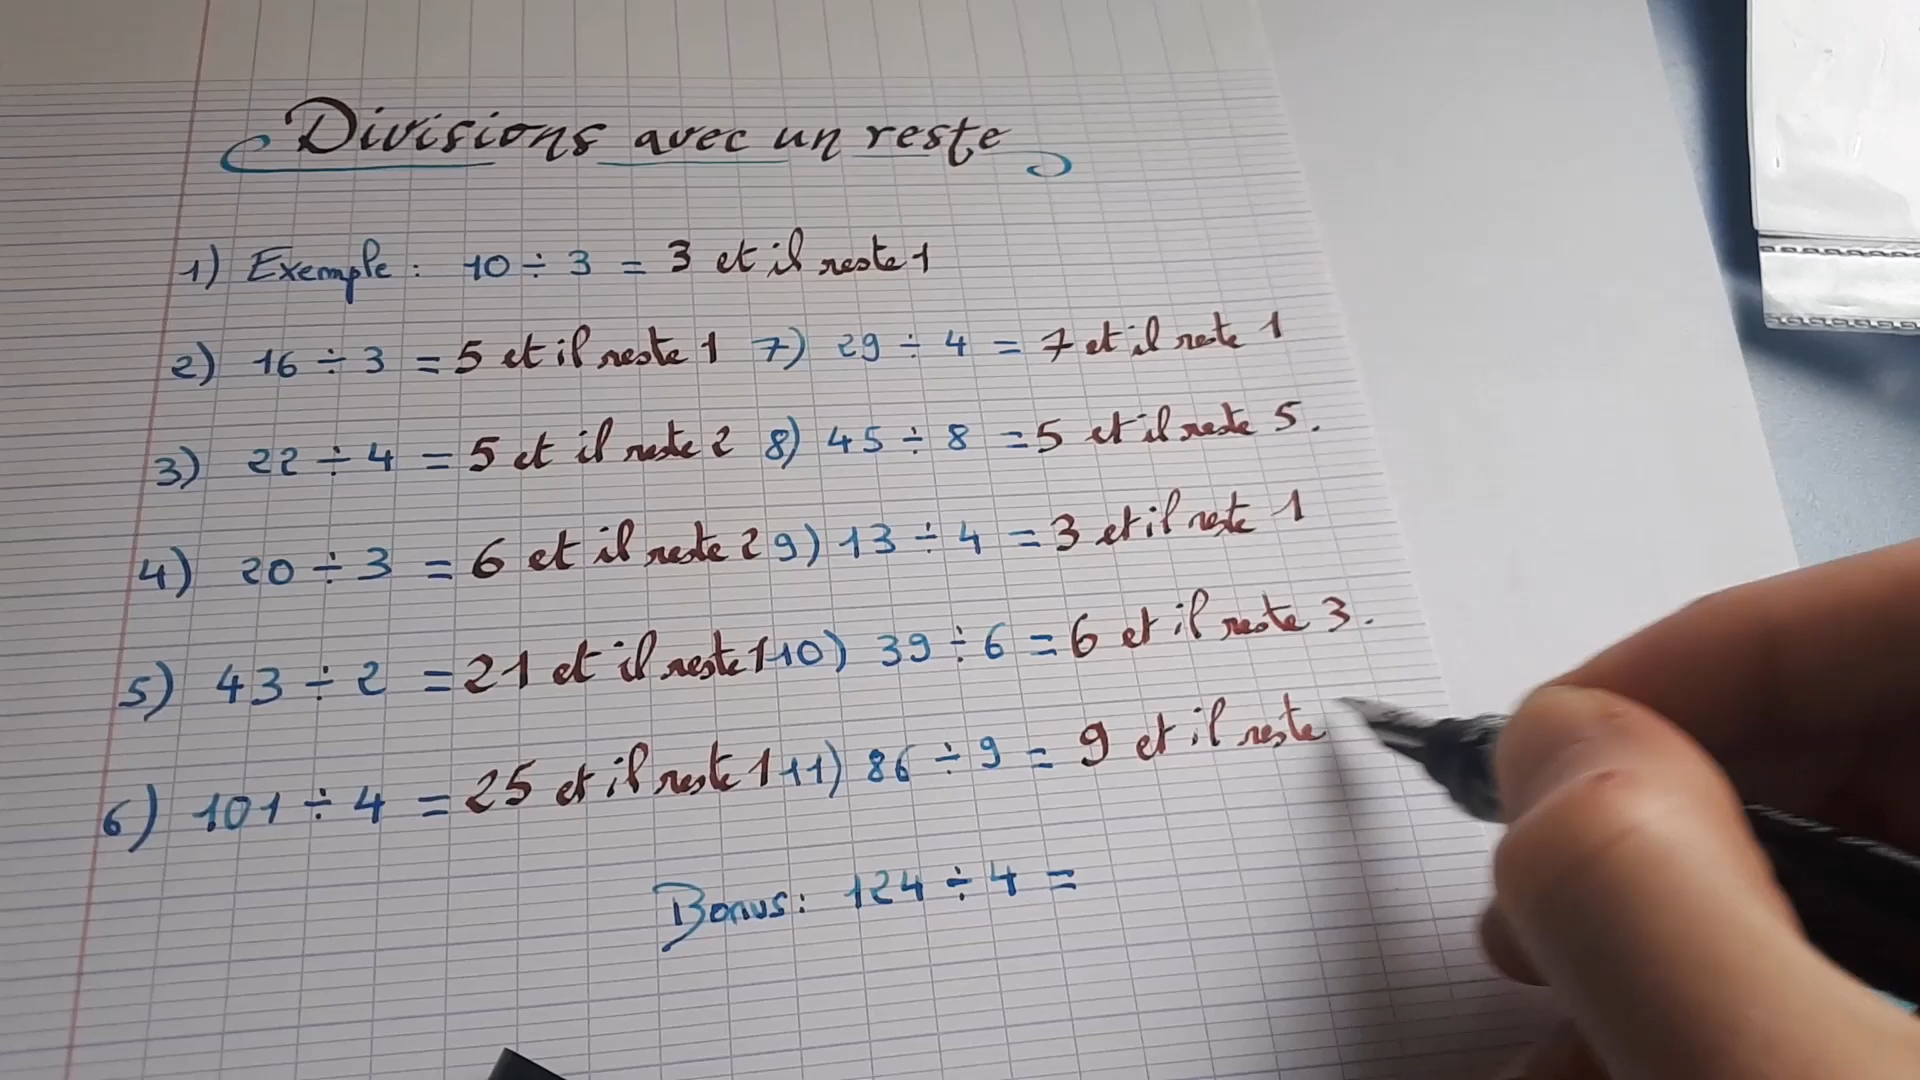 Divisions avec un reste
1) Exemple : 10 ÷ 3 = 3 et il reste 1
2) 16 ÷ 3 = 5 et il reste 1 7) 29 ÷ 4 = 7 et il reste 1
3) 22 ÷ 4 = 5 et il reste 2 8) 45 ÷ 8 = 5 et il reste 5.
4) 20 ÷ 3 = 6 et il reste 2 9) 13 ÷ 4 = 3 et il reste 1
5) 43 ÷ 2 = 21 et il reste 1 10) 39 ÷ 6 = 6 et il reste 3.
6) 101 ÷ 4 = 25 et il reste 1 11) 86 ÷ 9 = 9 et il reste
Bonus : 124 ÷ 4 =